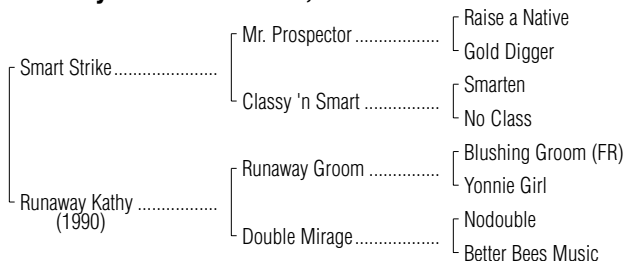 Raise a Native
Mr. Prospector ..................
Gold Digger
Smart Strike......................
Smarten
Classy 'n Smart ................
No Class
Blushing Groom (FR)
Runaway Groom ...............
Yonnie Girl
Runaway Kathy .................
(1990)
Nodouble
Double Mirage..................
Better Bees Music